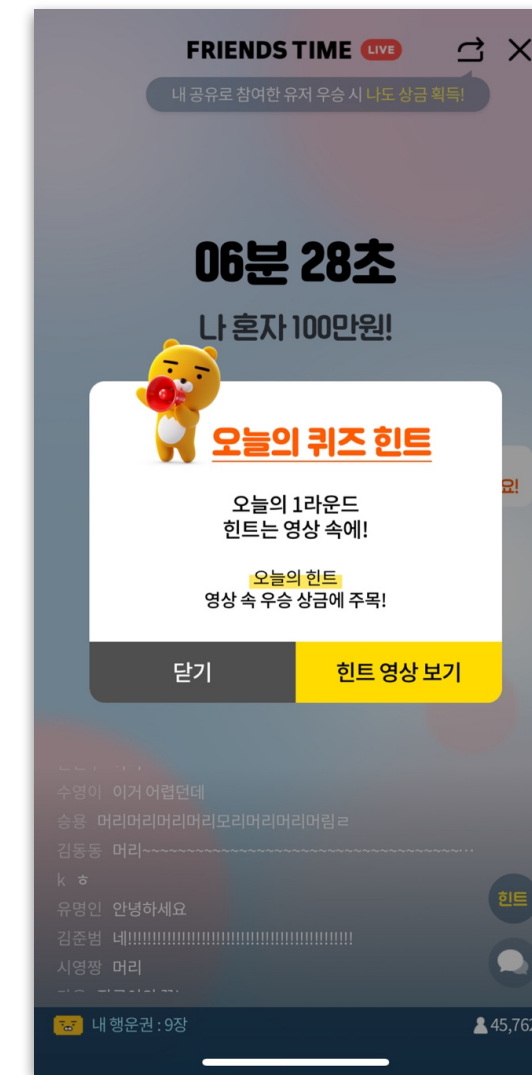 FRIENDS TIME LIVE
내 공유로 참여한 유저 우승 시 나도 상금 획득!
06분 28초
나 혼자 100만원!
오늘의 퀴즈 힌트
요!
오늘의 1라운드
힌트는 영상 속에!
오늘의 힌트
영상 속 우승 상금에 주목!
닫기 힌트 영상 보기
수영이 이거 어렵던데
승용 머리머리머리머리모리머리머리머림ㄹ
김동동 머리~~~~~~~~~~~~~~~~~~~~~~~~~~~~~~~~~~~~…
k ㅎ
유명인 안녕하세요
힌트
김준범 네!!!!!!!!!!!!!!!!!!!!!!!!!!!!!!!!!!!!!!!!!!!!!!
시영짱 머리
내 행운권 : 9장 45,762